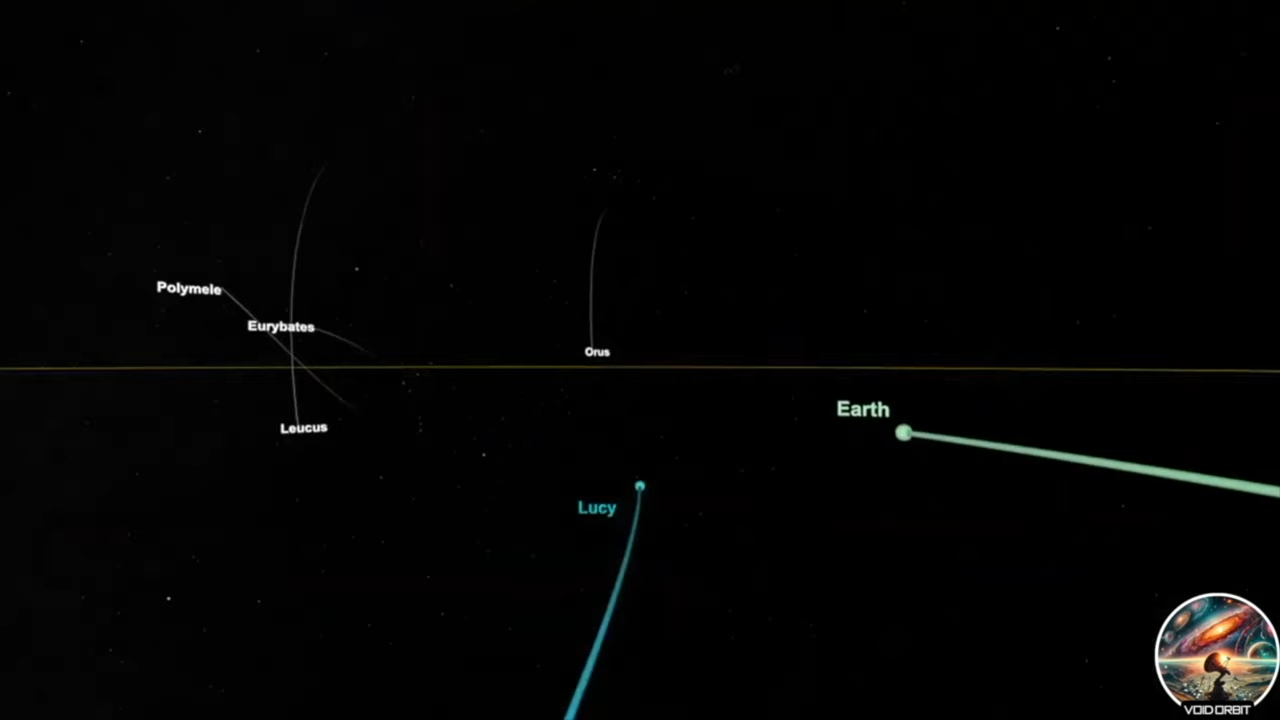 Polymele
Eurybates
Orus
Earth
Leucus
Lucy
VOID ORBIT